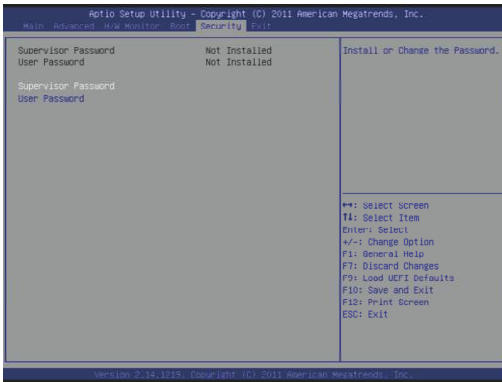 Aptio Setup Utility - Copyright (C) 2011 American Megatrends, Inc.
Main Advanced H/W Monitor Boot Security Exit
Supervisor Password Not Installed
User Password Not Installed
Supervisor Password
User Password
Install or Change the Password.
↔: Select Screen
↑↓: Select Item
Enter: Select
+/-: Change Option
F1: General Help
F7: Discard Changes
F9: Load UEFI Defaults
F10: Save and Exit
F12: Print Screen
ESC: Exit
Version 2.14.1219. Copyright (C) 2011 American Megatrends, Inc.